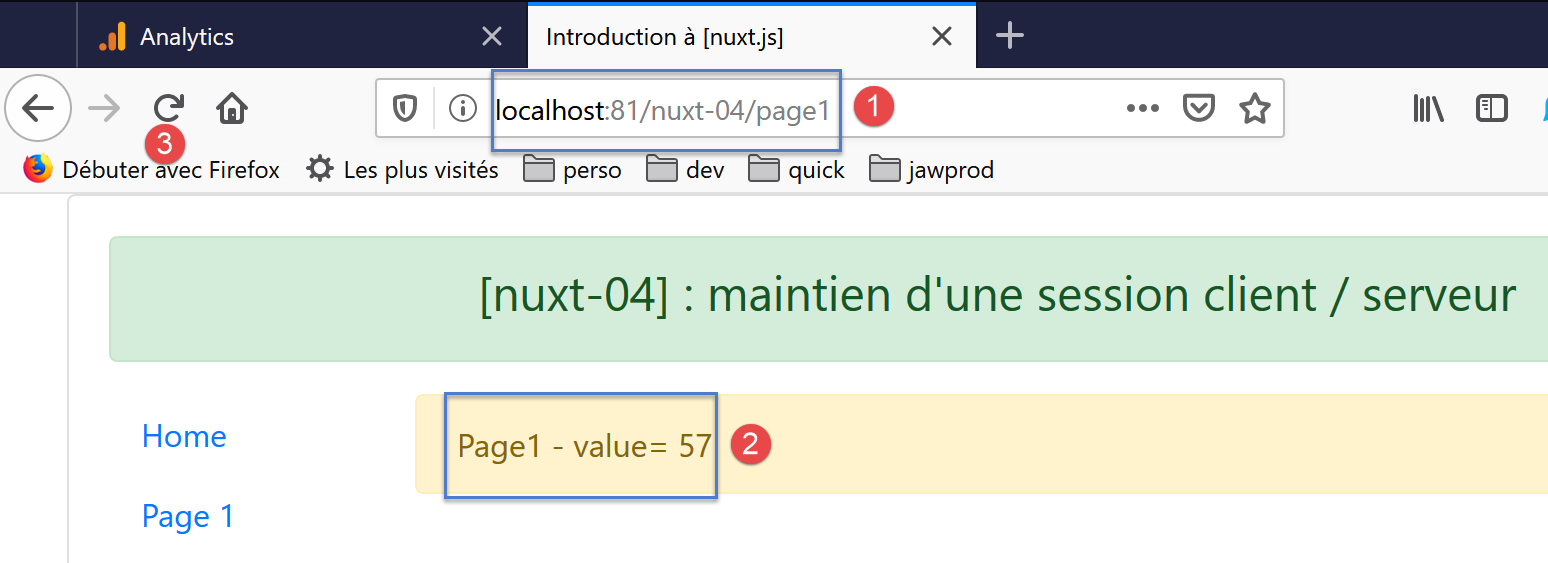 Analytics
Introduction à [nuxt.js]
localhost:81/nuxt-04/page1
1
3
Débuter avec Firefox Les plus visités perso dev quick jawprod
[nuxt-04] : maintien d'une session client / serveur
Home
Page1 - value= 57
2
Page 1